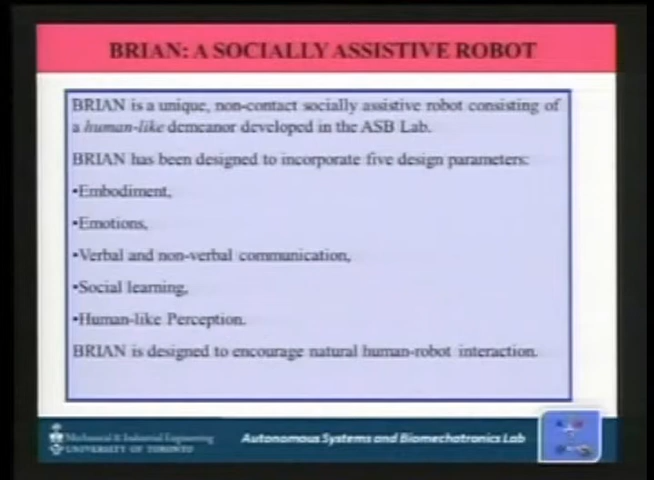 BRIAN: A SOCIALLY ASSISTIVE ROBOT
BRIAN is a unique, non-contact socially assistive robot consisting of
a human-like demeanor developed in the ASB Lab.
BRIAN has been designed to incorporate five design parameters:
•Embodiment,
•Emotions,
•Verbal and non-verbal communication,
•Social learning,
•Human-like Perception.
BRIAN is designed to encourage natural human-robot interaction.
Mechanical & Industrial Engineering
UNIVERSITY OF TORONTO
Autonomous Systems and Biomechatronics Lab